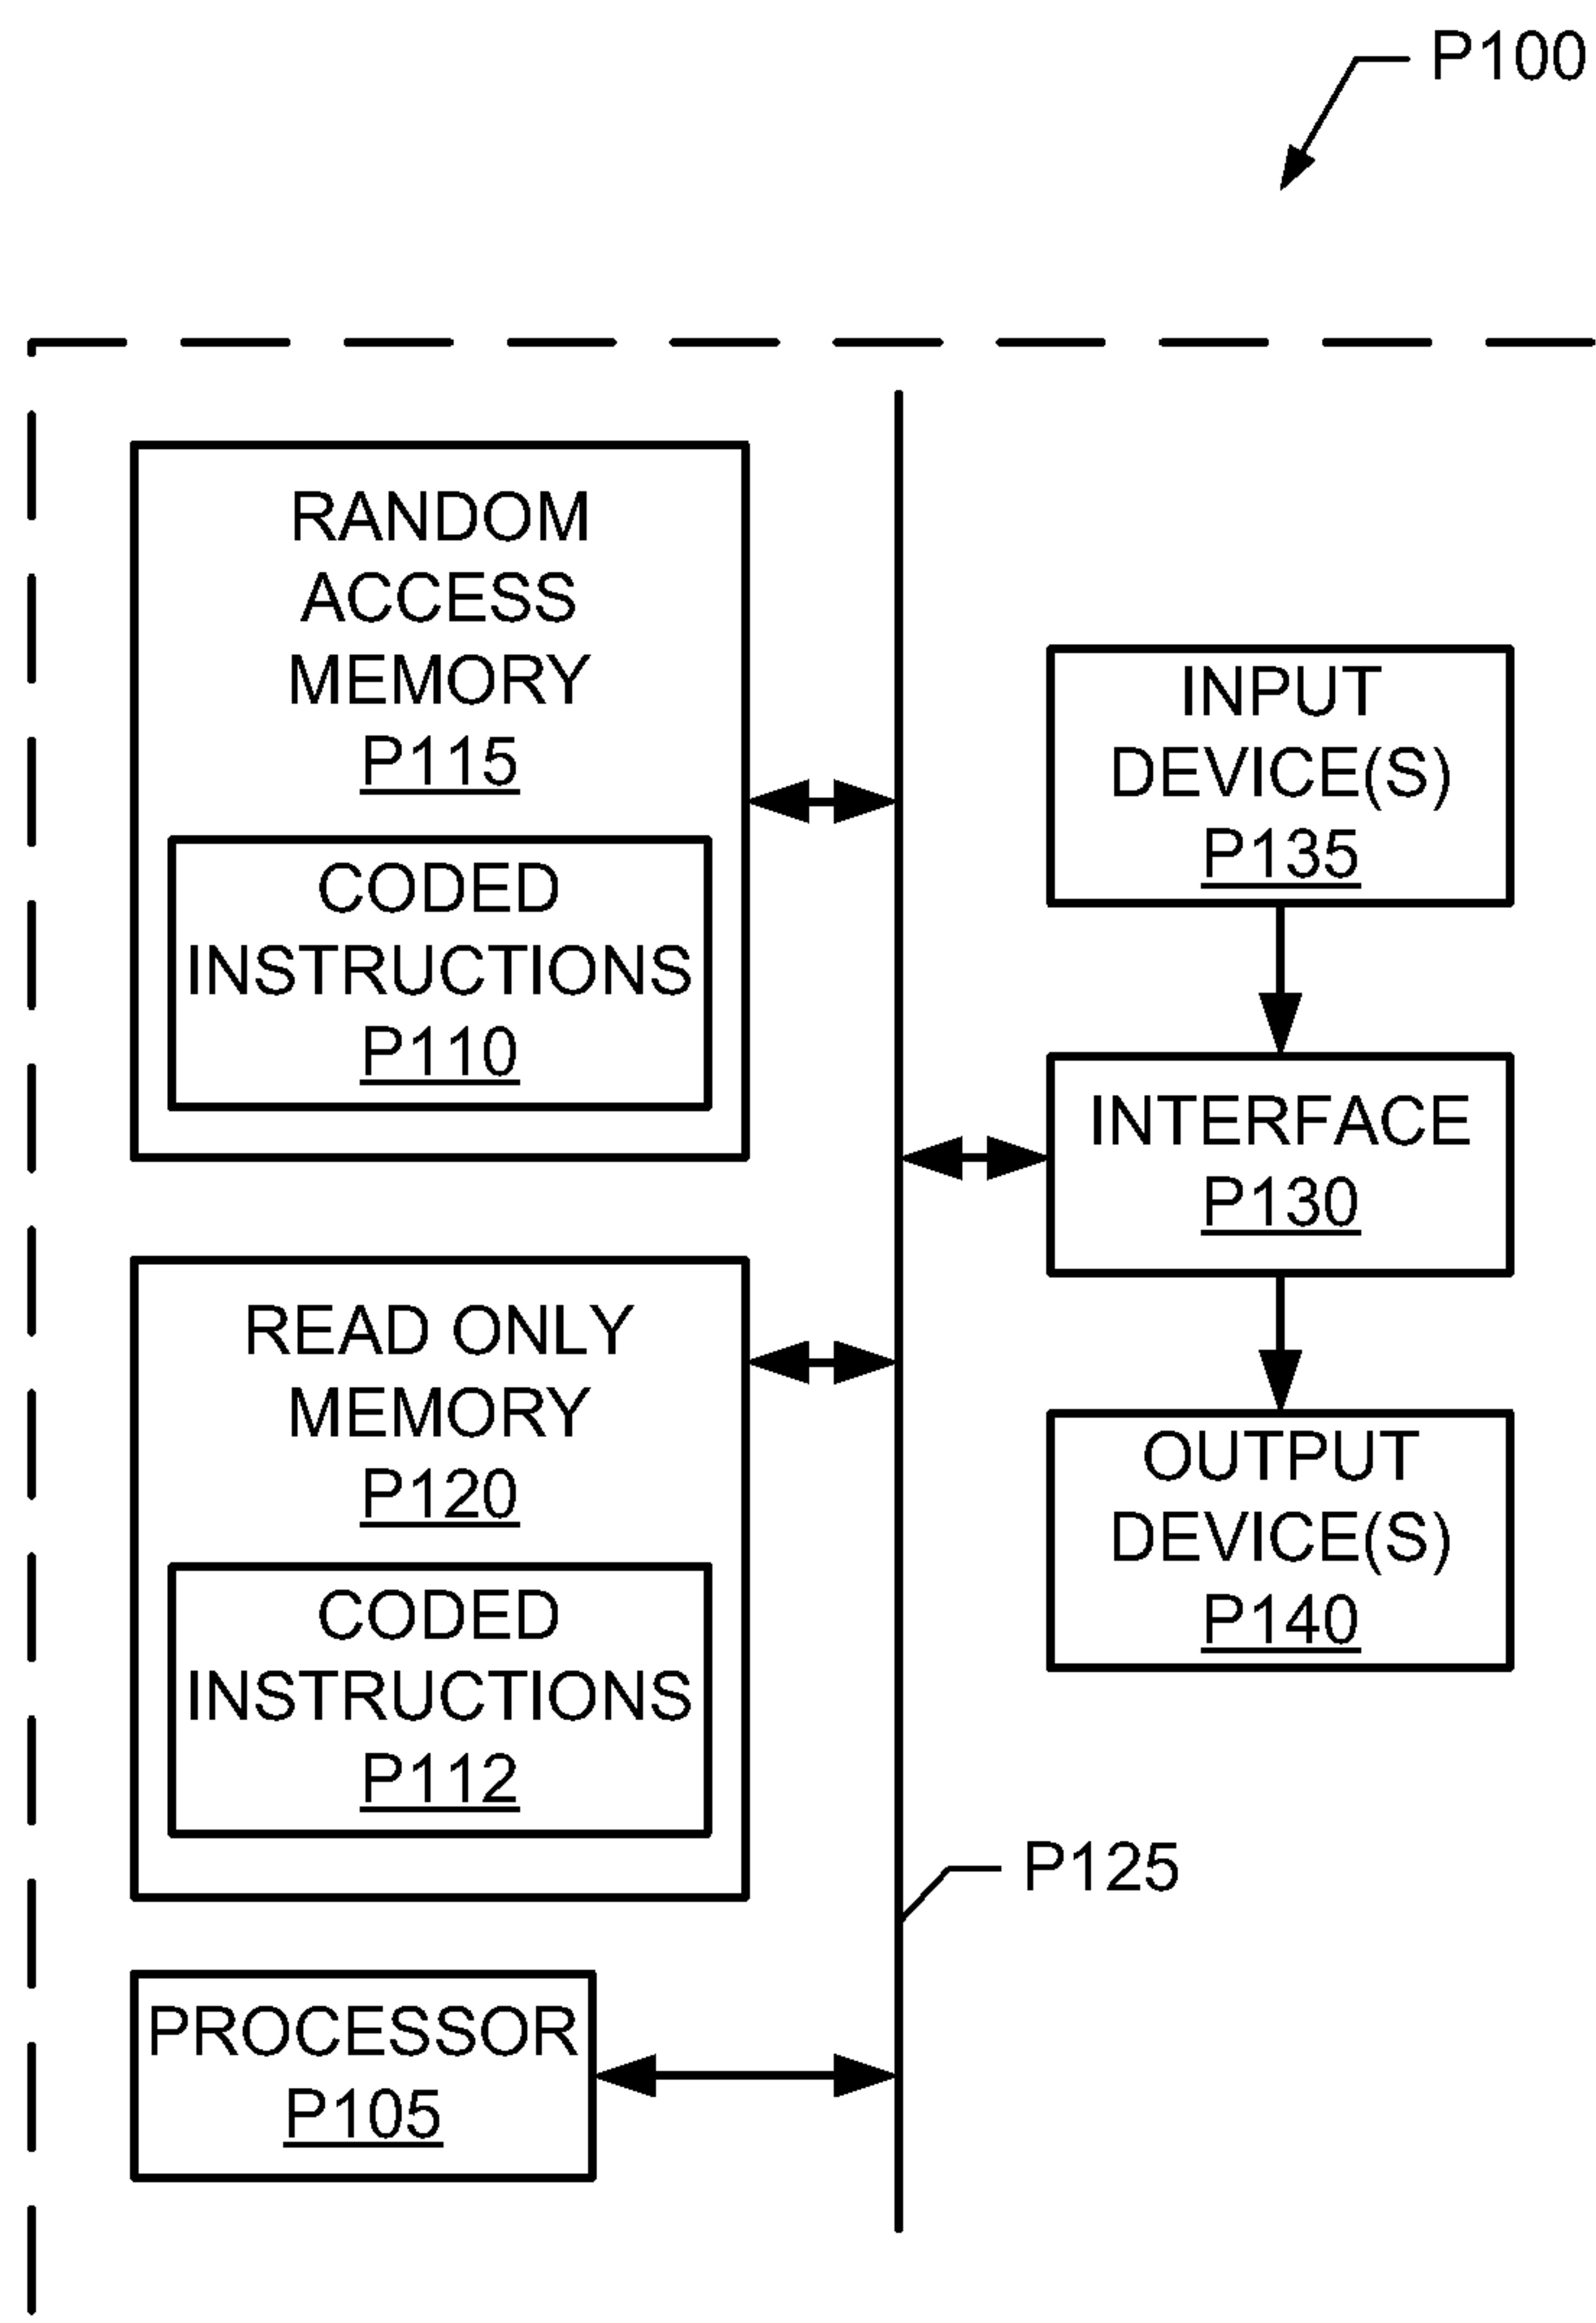 P100
RANDOM
ACCESS
MEMORY
P115
CODED
INSTRUCTIONS
P110
READ ONLY
MEMORY
P120
CODED
INSTRUCTIONS
P112
PROCESSOR
P105
INPUT
DEVICE(S)
P135
INTERFACE
P130
OUTPUT
DEVICE(S)
P140
P125